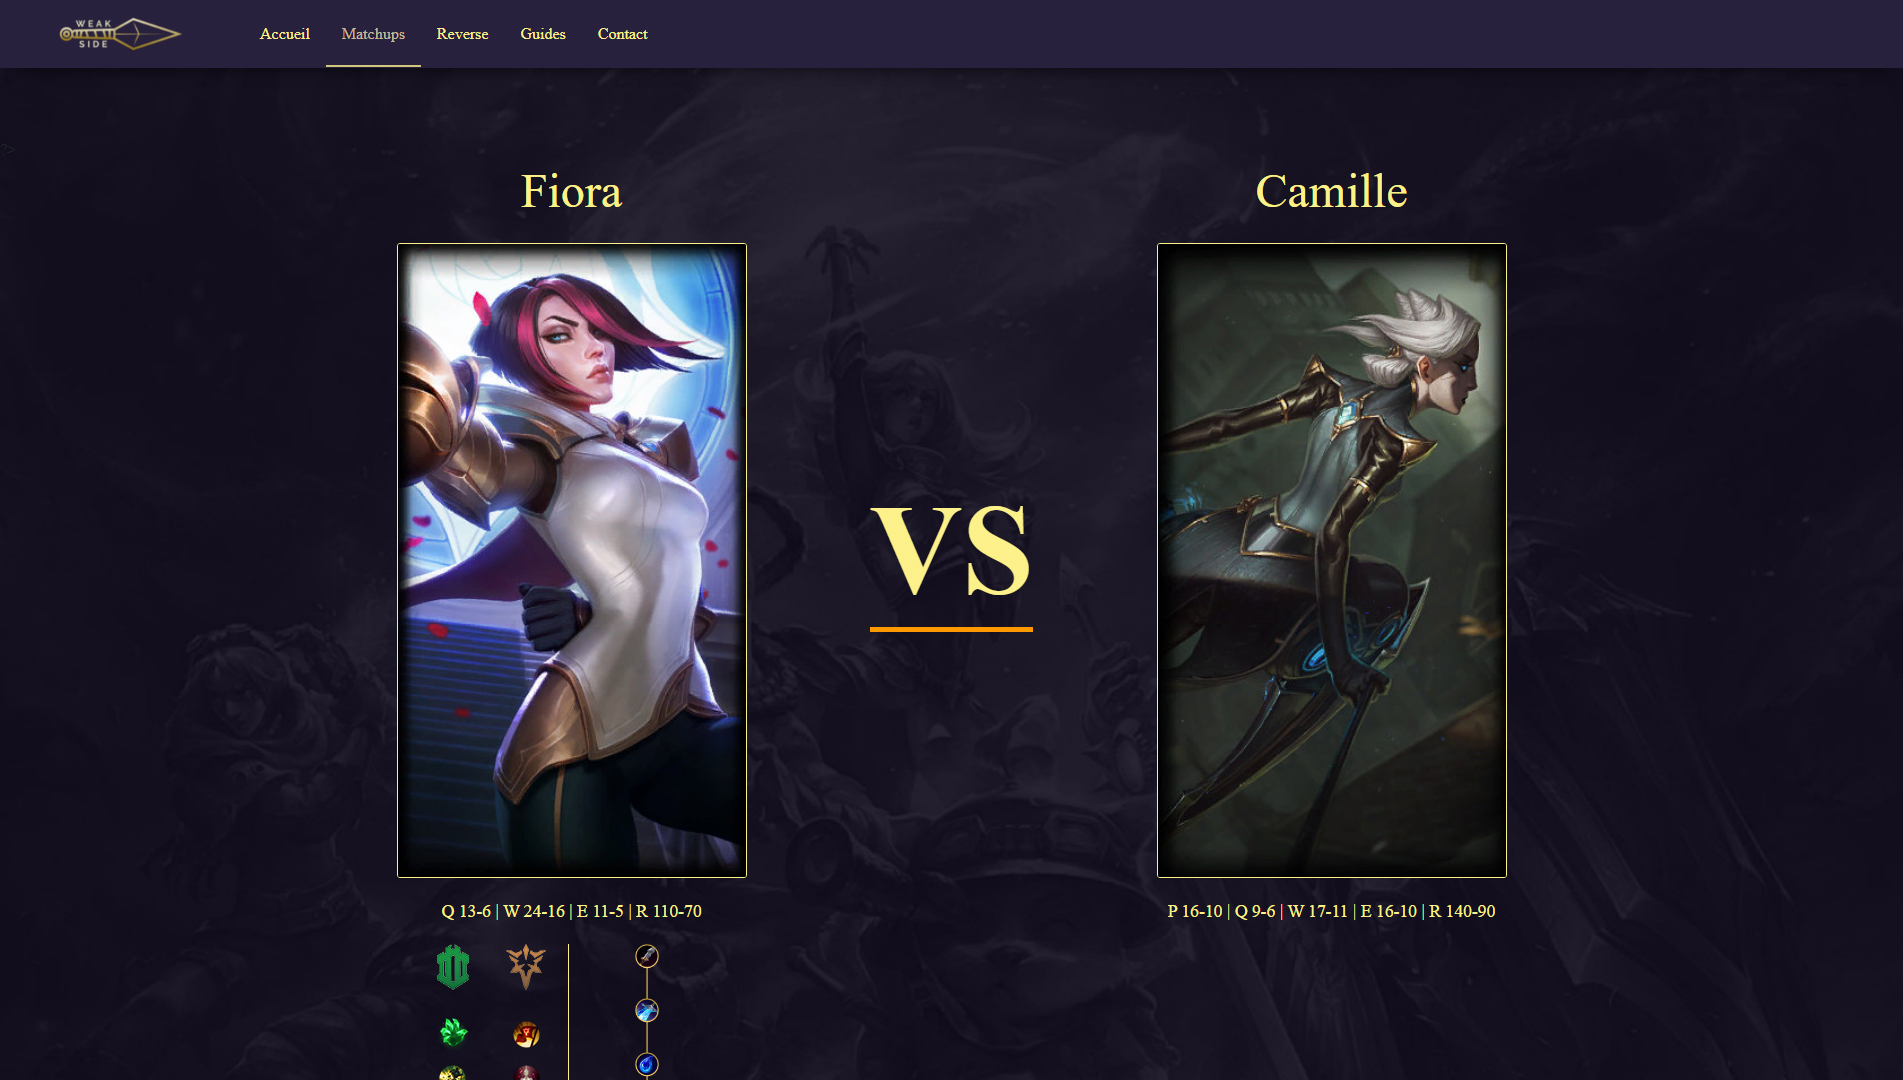 WEAK
SIDE
Accueil
Matchups
Reverse
Guides
Contact
?>
Fiora
Camille
VS
Q 13-6 | W 24-16 | E 11-5 | R 110-70
P 16-10 | Q 9-6 | W 17-11 | E 16-10 | R 140-90